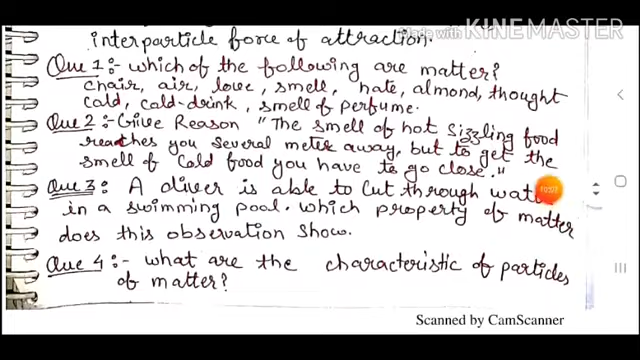 Made with KINEMASTER
interparticle force of attraction.
Que 1:- Which of the following are matter?
chair, air, love, smell, hate, almond, thought
cald, cald-drink, smell of perfume.
Que 2:- Give Reason "The smell of hot sizzling food
reaches you several meter away, but to get the
smell of cold food you have to go close."
Que 3:- A diver is able to cut through
in a swimming pool. which property of matter
does this observation show.
Que 4:- what are the characteristic of particles
of matter?
Scanned by CamScanner